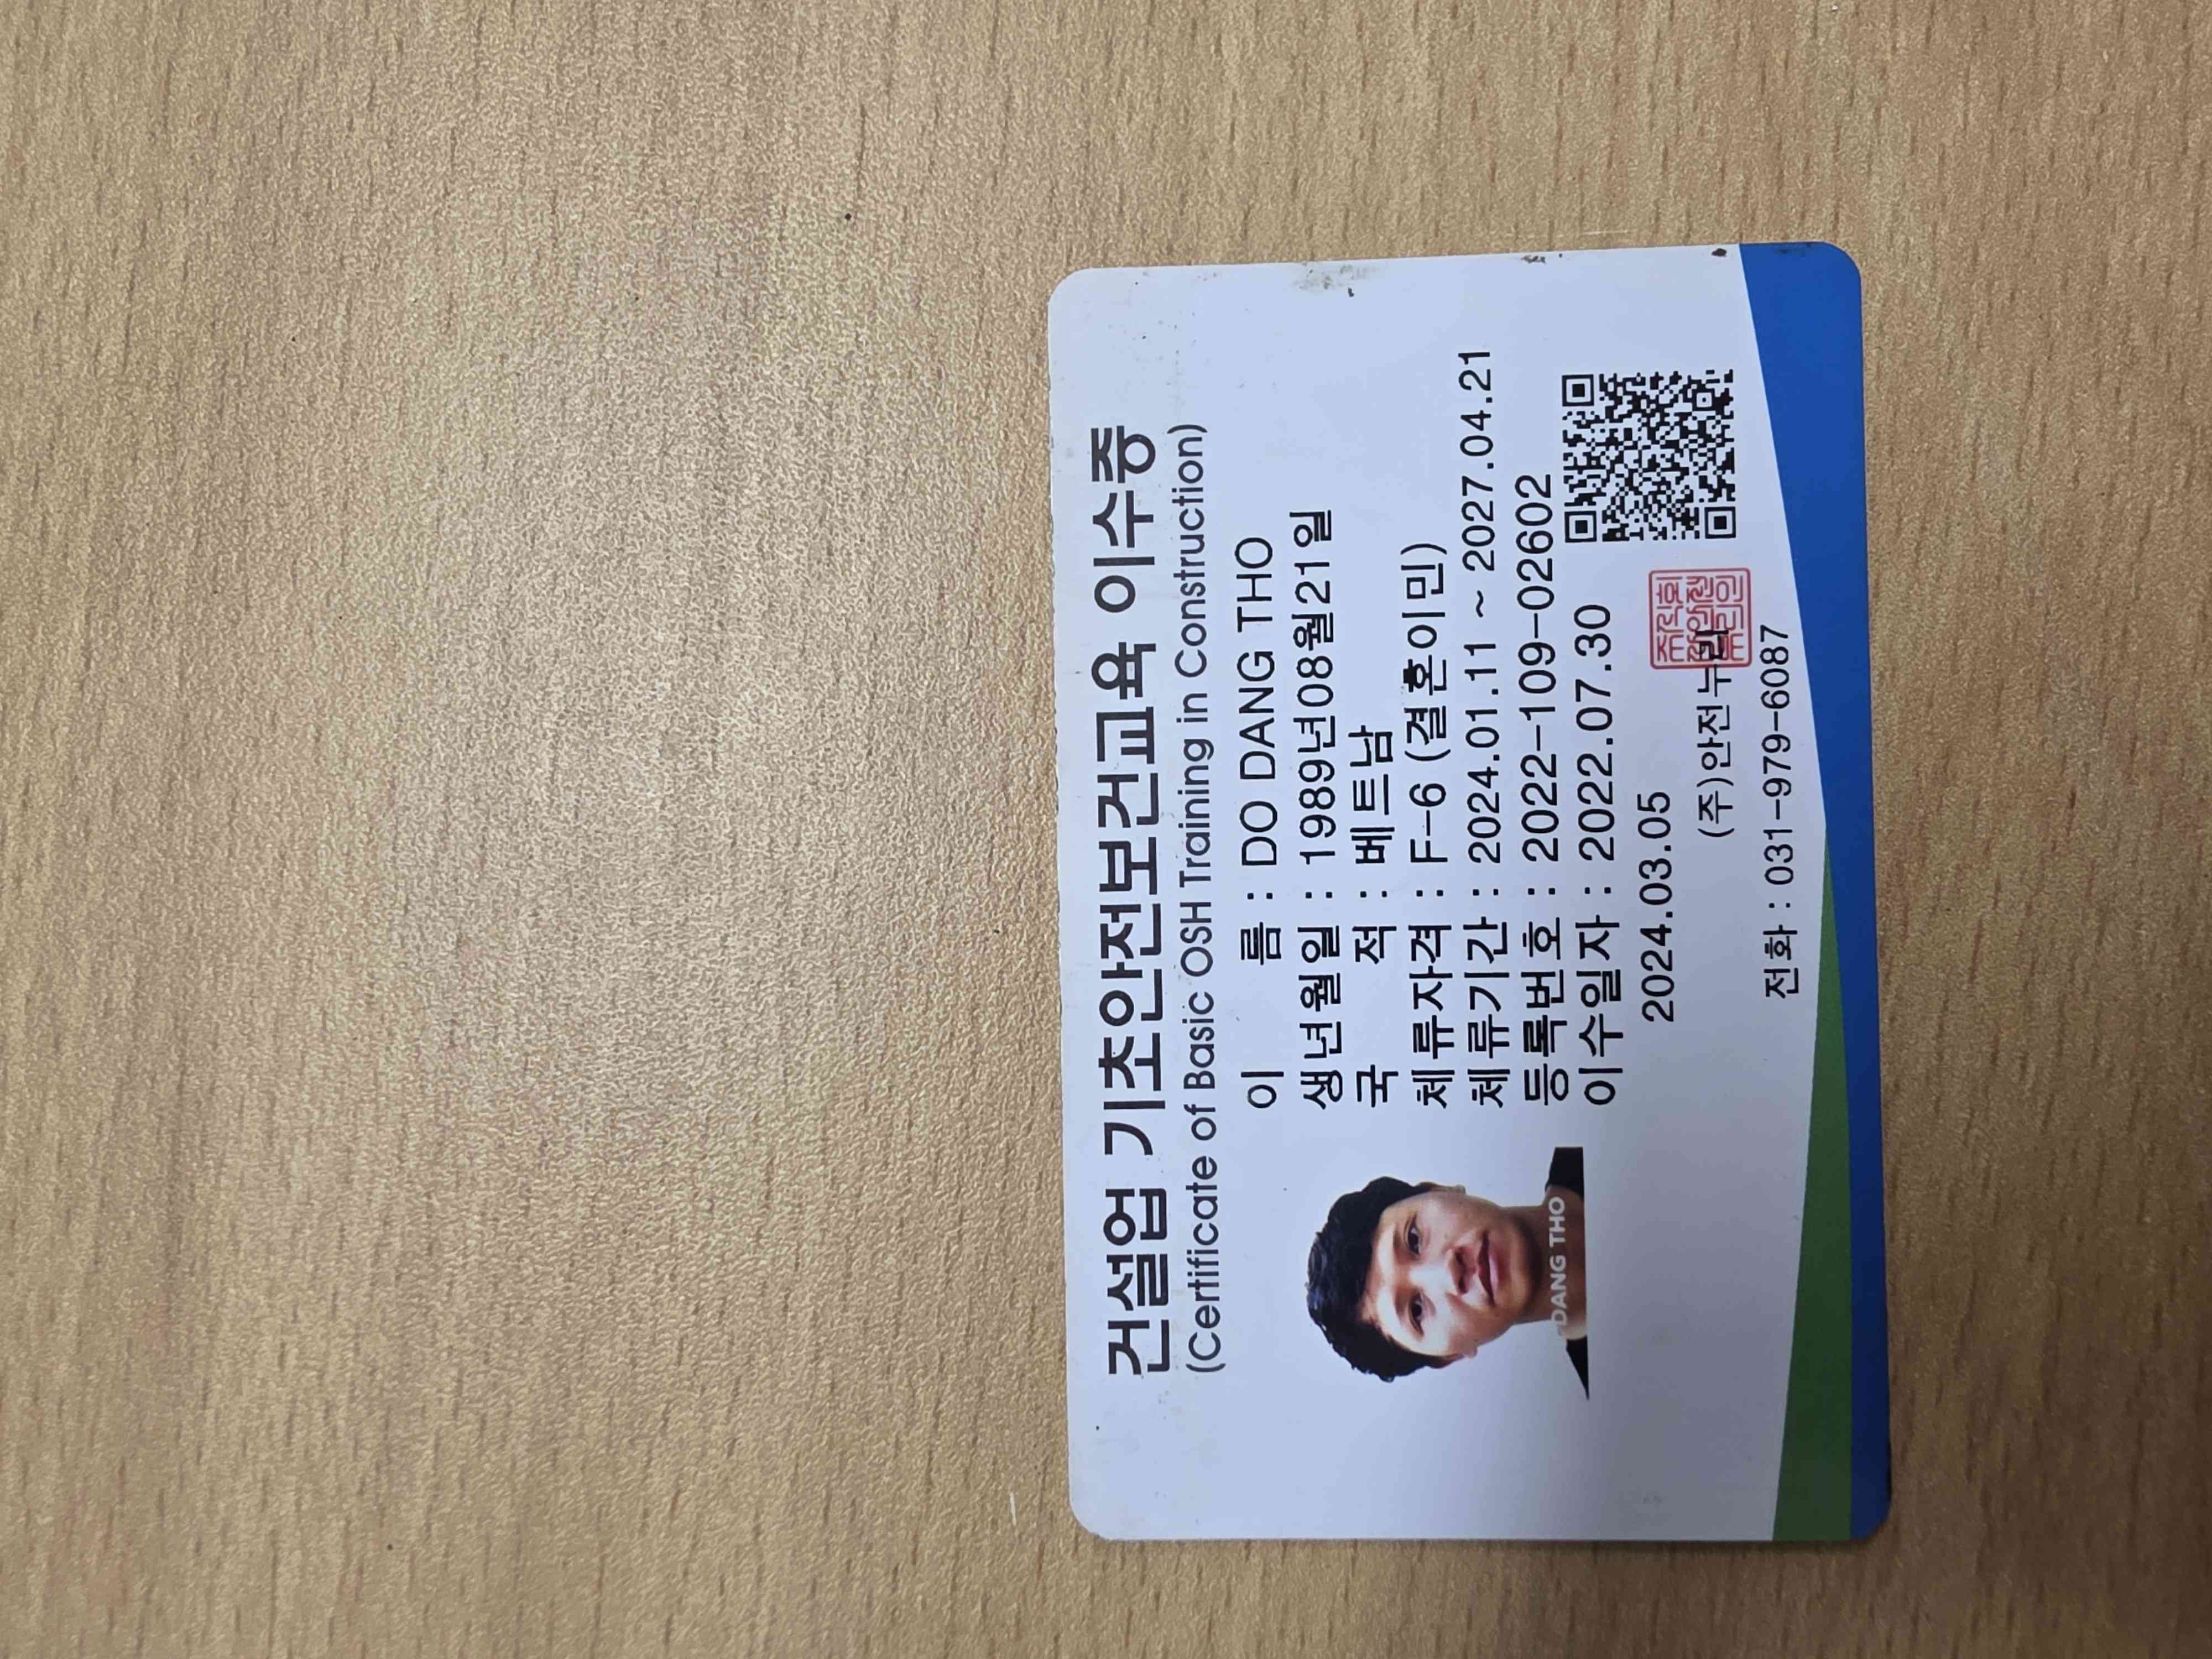 건설업 기초안전보건교육 이수증
(Certificate of Basic OSH Training in Construction)
이 름 : DO DANG THO
생년월일 : 1989년08월21일
국 적 : 베트남
체류자격 : F-6 (결혼이민)
체류기간 : 2024.01.11 ~ 2027.04.21
등록번호 : 2022-109-026602
이수일자 : 2022.07.30
2024.03.05
(주)안전누리
전화 : 031-979-6087
DANG THO